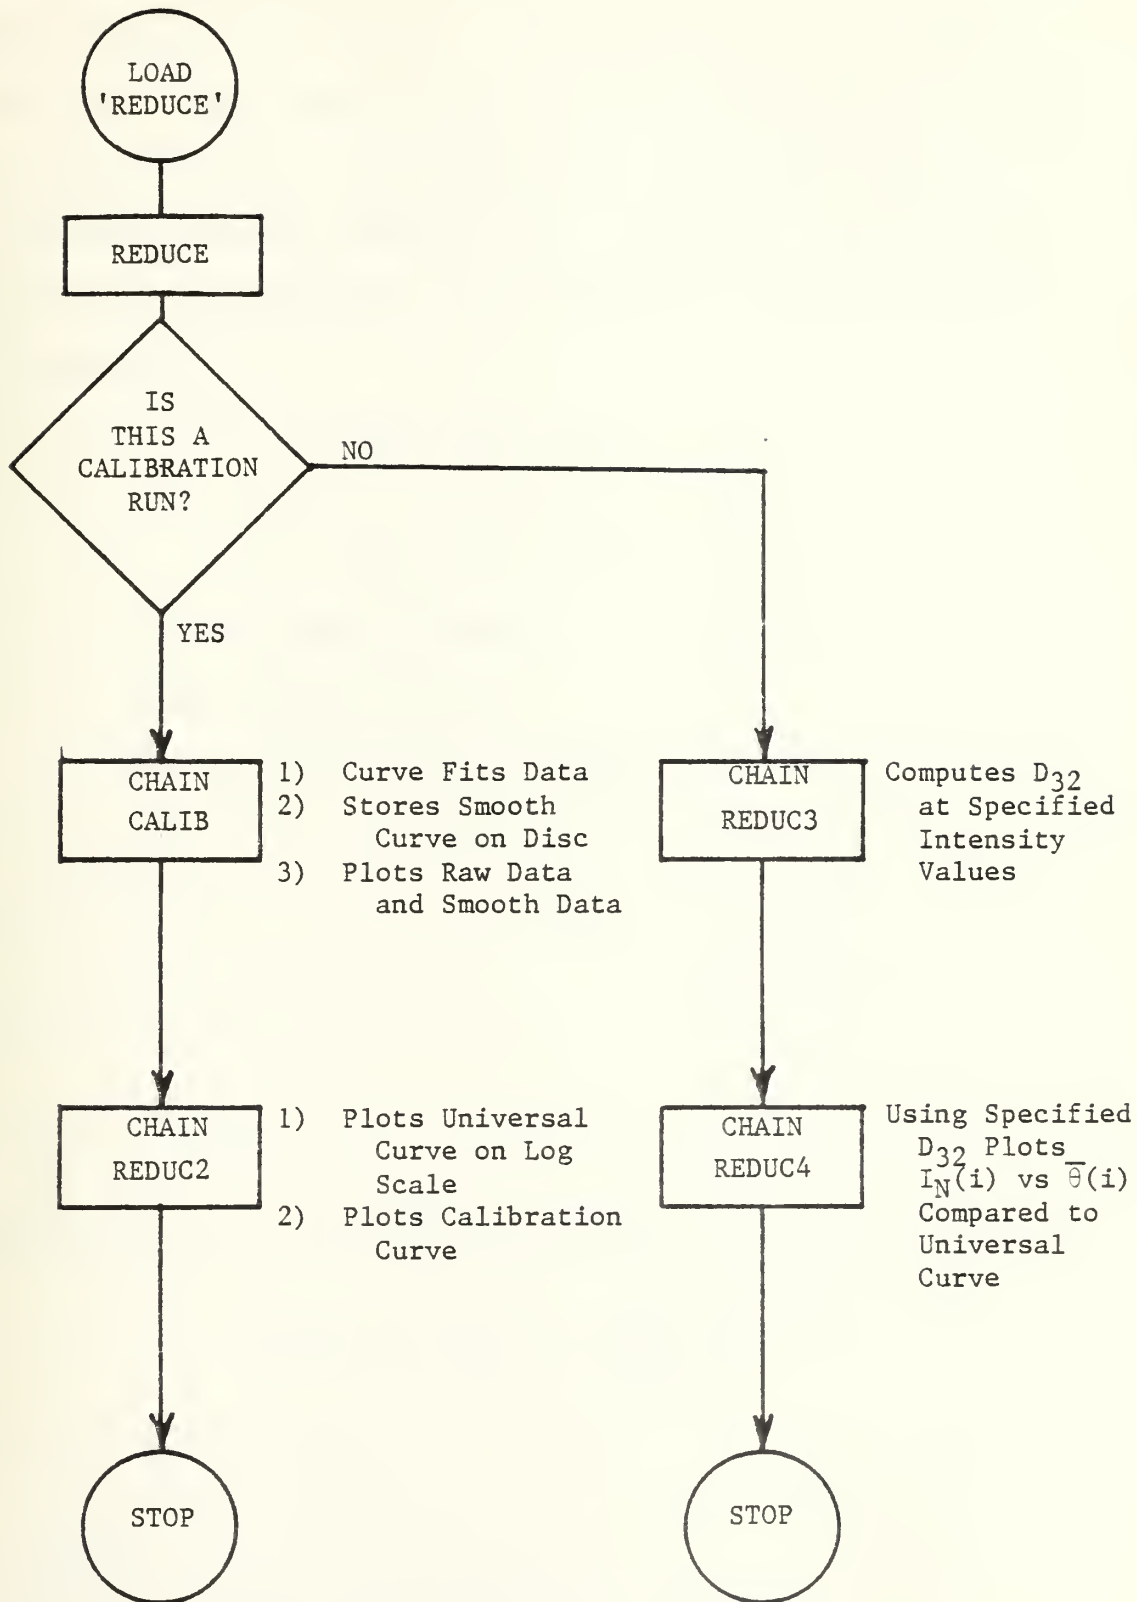 LOAD
'REDUCE'
REDUCE
IS
THIS A
CALIBRATION
RUN?
NO
YES
CHAIN
CALIB
1) Curve Fits Data
2) Stores Smooth
Curve on Disc
3) Plots Raw Data
and Smooth Data
CHAIN
REDUC3
Computes D32
at Specified
Intensity
Values
CHAIN
REDUC2
1) Plots Universal
Curve on Log
Scale
2) Plots Calibration
Curve
CHAIN
REDUC4
Using Specified
D32 Plots
IN(i) vs θ̅(i)
Compared to
Universal
Curve
STOP
STOP